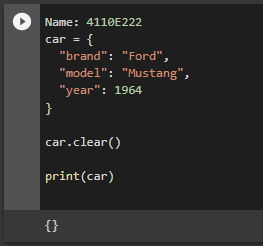 Name: 4110E222
car = {
  "brand": "Ford",
  "model": "Mustang",
  "year": 1964
}
car.clear()
print(car)
{}